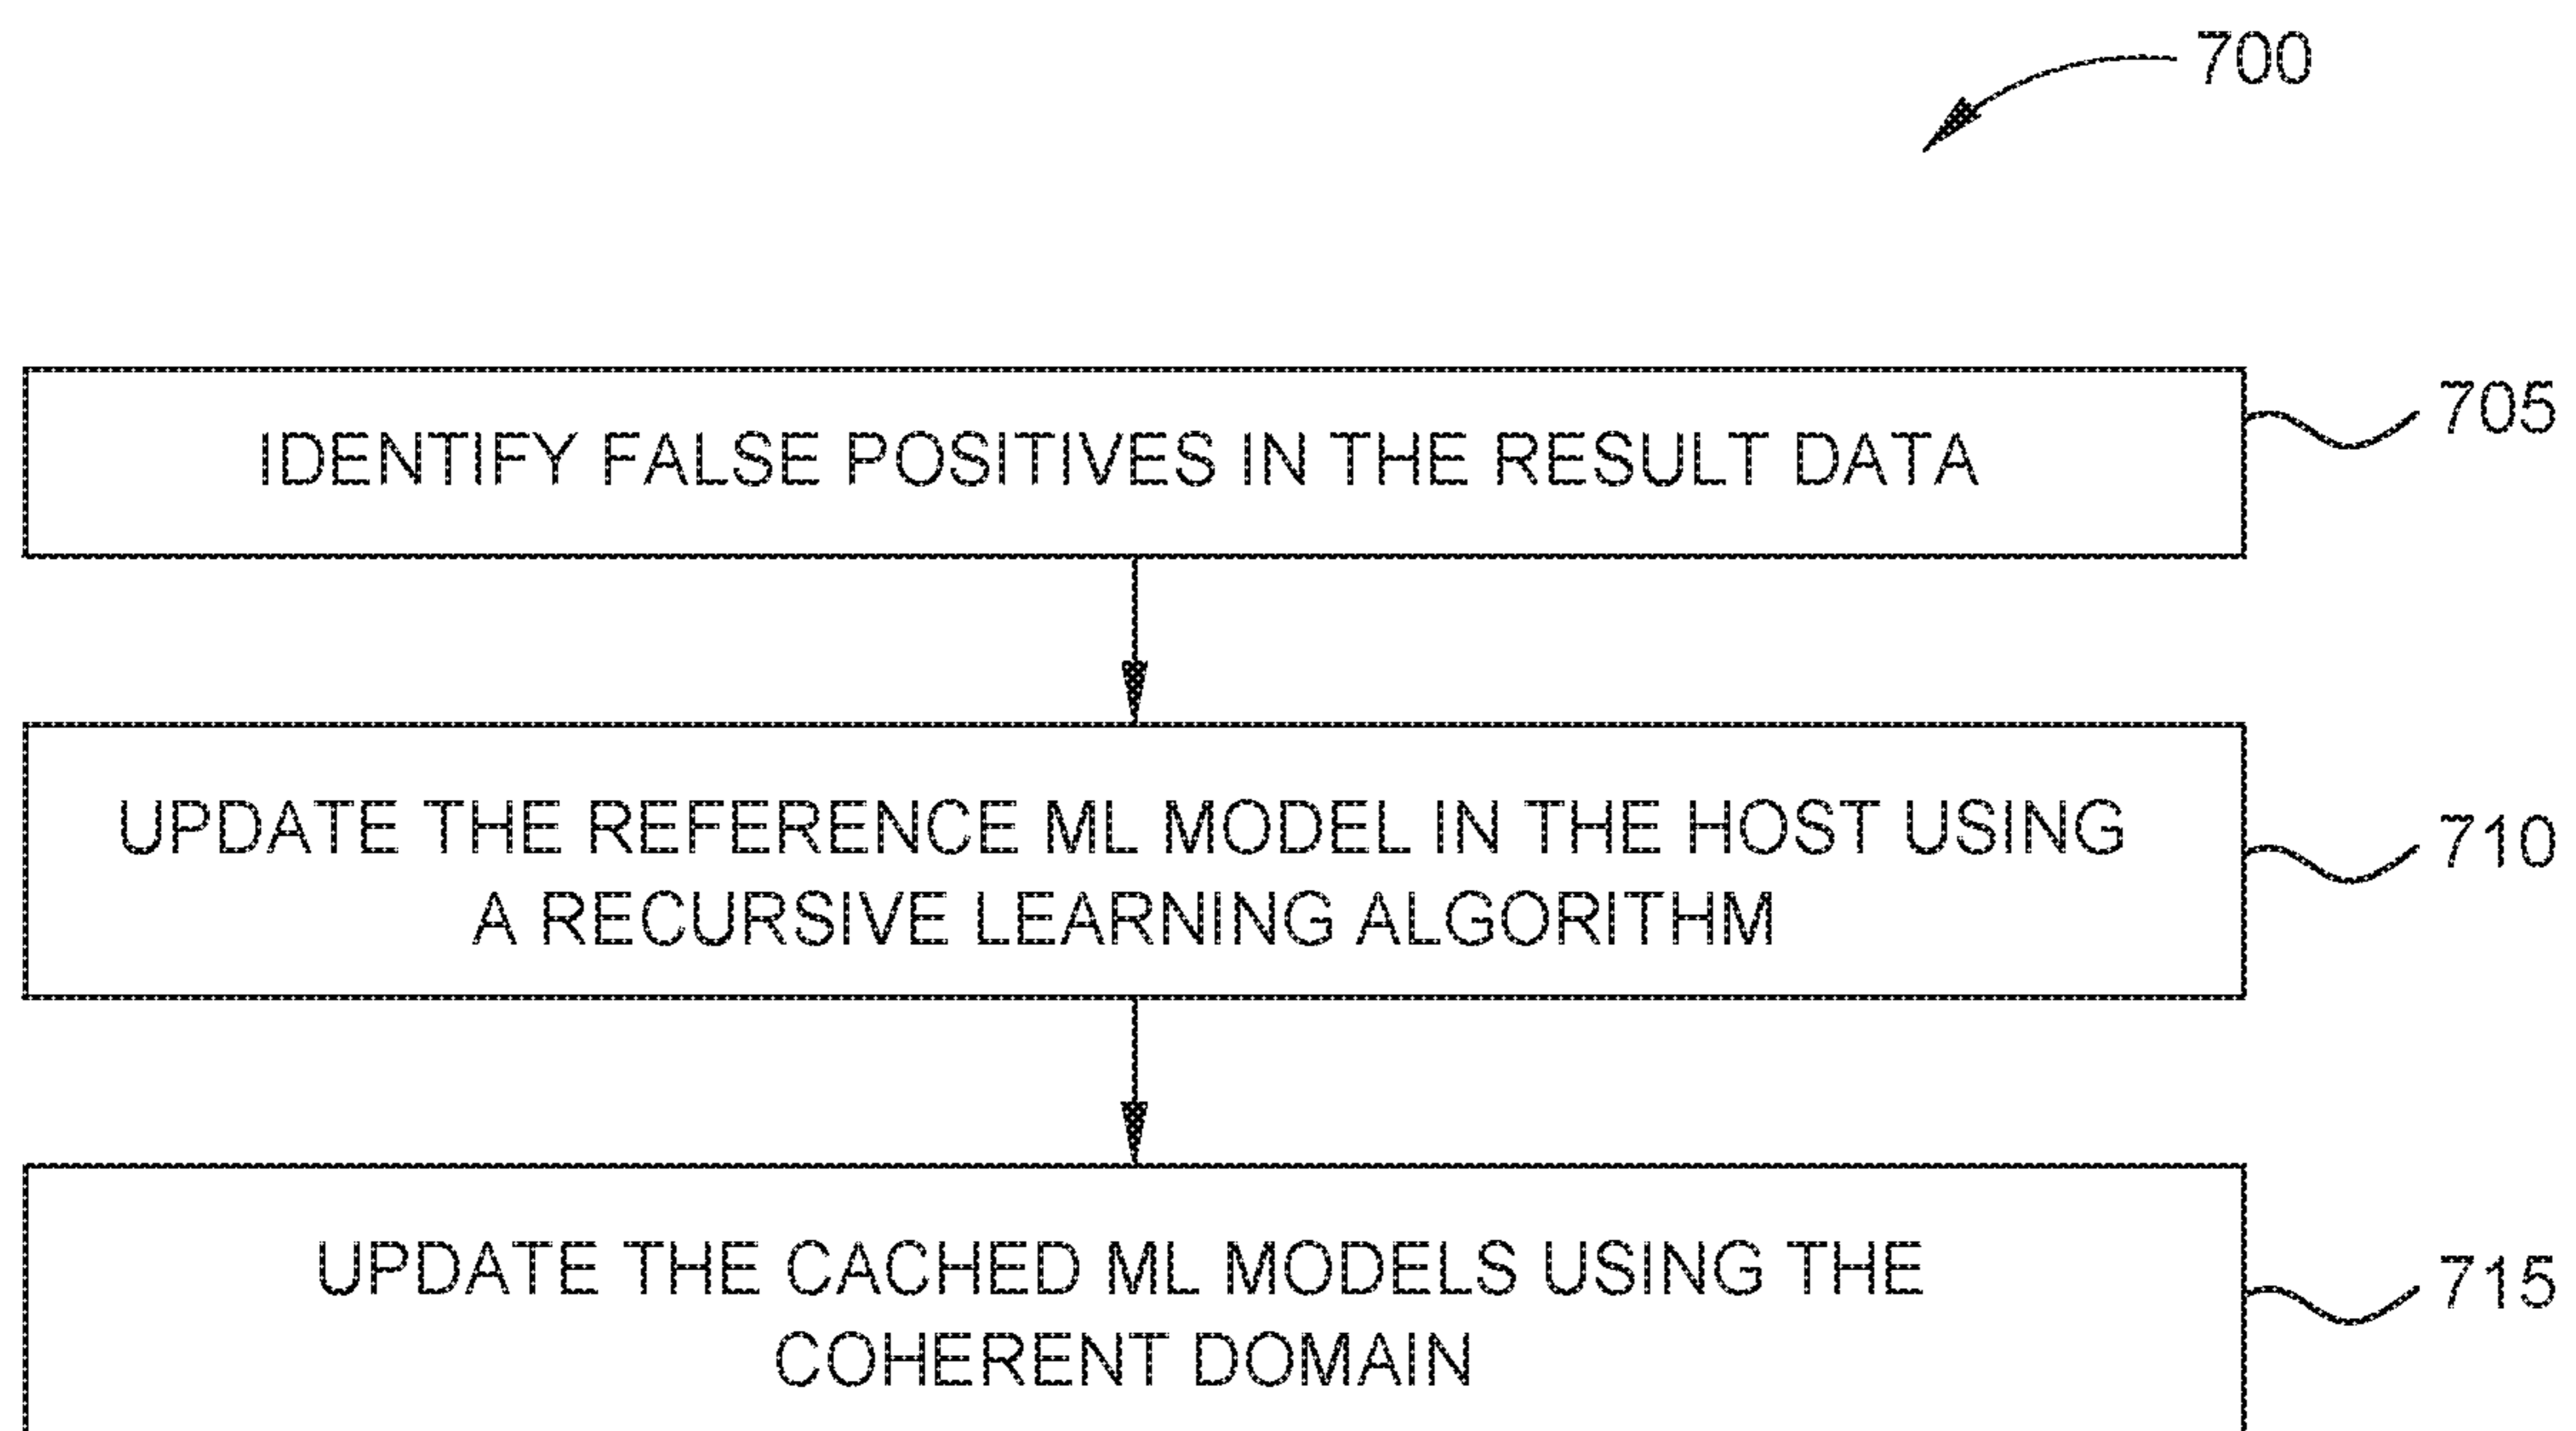 700
IDENTIFY FALSE POSITIVES IN THE RESULT DATA
705
UPDATE THE REFERENCE ML MODEL IN THE HOST USING
A RECURSIVE LEARNING ALGORITHM
710
UPDATE THE CACHED ML MODELS USING THE
COHERENT DOMAIN
715